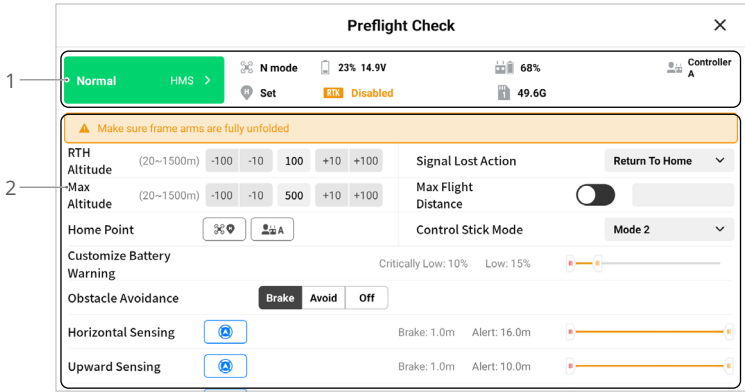 Preflight Check
1
Normal HMS
N mode 23% 14.9V 68% Controller A
H Set RTK Disabled 1 49.6G
Make sure frame arms are fully unfolded
2
RTH Altitude (20~1500m) -100 -10 100 +10 +100 Signal Lost Action Return To Home
Max Altitude (20~1500m) -100 -10 500 +10 +100 Max Flight Distance
Home Point A Control Stick Mode Mode 2
Customize Battery Warning Critically Low: 10% Low: 15%
Obstacle Avoidance Brake Avoid Off
Horizontal Sensing Brake: 1.0m Alert: 16.0m
Upward Sensing Brake: 1.0m Alert: 10.0m